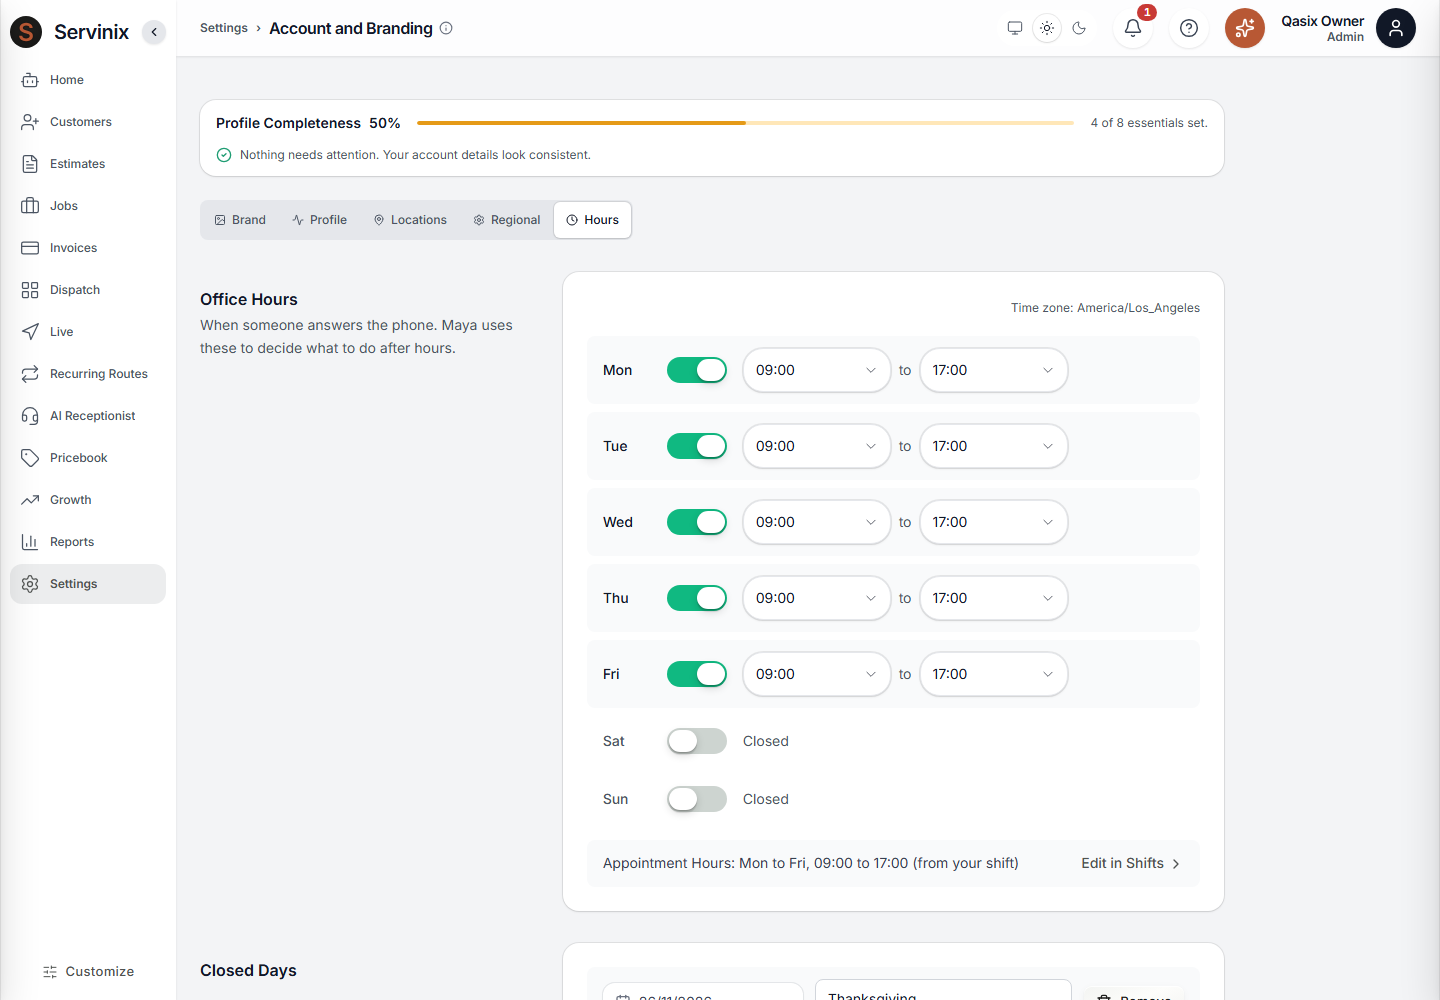 Servinix
Settings › Account and Branding
1
Qasix Owner
Admin
Home
Customers
Estimates
Jobs
Invoices
Dispatch
Live
Recurring Routes
AI Receptionist
Pricebook
Growth
Reports
Settings
Customize
Profile Completeness 50%
4 of 8 essentials set.
Nothing needs attention. Your account details look consistent.
Brand Profile Locations Regional Hours
Office Hours
When someone answers the phone. Maya uses
these to decide what to do after hours.
Time zone: America/Los_Angeles
Mon 09:00 to 17:00
Tue 09:00 to 17:00
Wed 09:00 to 17:00
Thu 09:00 to 17:00
Fri 09:00 to 17:00
Sat Closed
Sun Closed
Appointment Hours: Mon to Fri, 09:00 to 17:00 (from your shift) Edit in Shifts
Closed Days
26/11/2026 Thanksgiving Remove